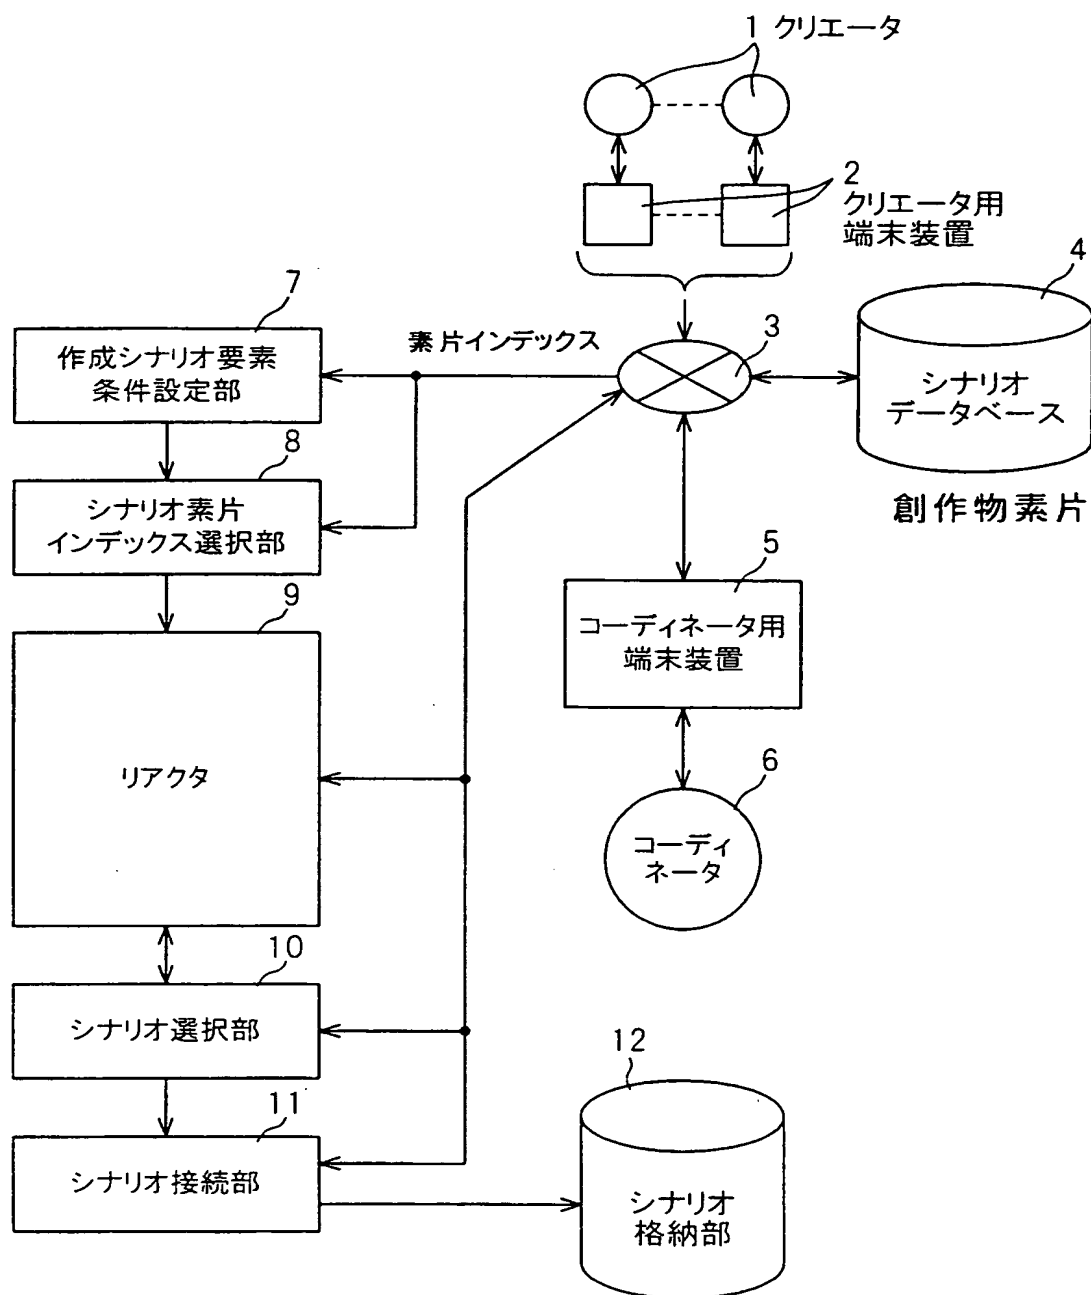 1 クリエータ
2
クリエータ用
端末装置
3
4
シナリオ
データベース
創作物素片
素片インデックス
7
作成シナリオ要素
条件設定部
8
シナリオ素片
インデックス選択部
9
リアクタ
5
コーディネータ用
端末装置
6
コーディ
ネータ
10
シナリオ選択部
11
シナリオ接続部
12
シナリオ
格納部